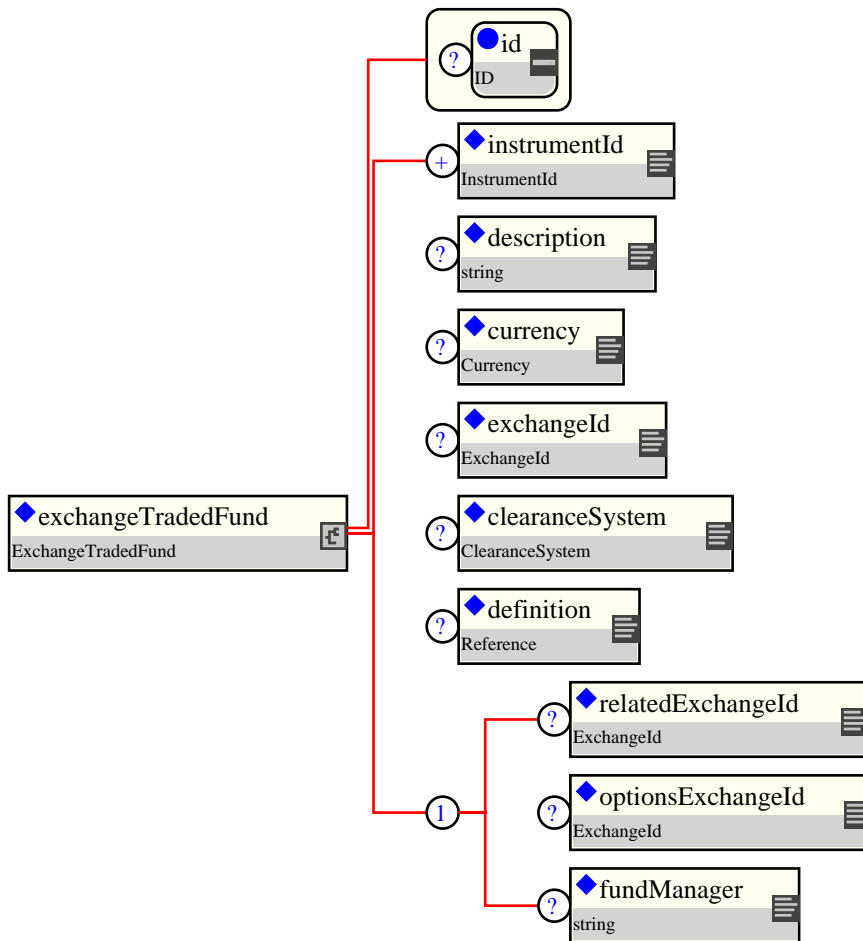 ? id
ID
+ instrumentId
InstrumentId
? description
string
? currency
Currency
? exchangeId
ExchangeId
exchangeTradedFund
ExchangeTradedFund
? clearanceSystem
ClearanceSystem
? definition
Reference
? relatedExchangeId
ExchangeId
1
? optionsExchangeId
ExchangeId
? fundManager
string